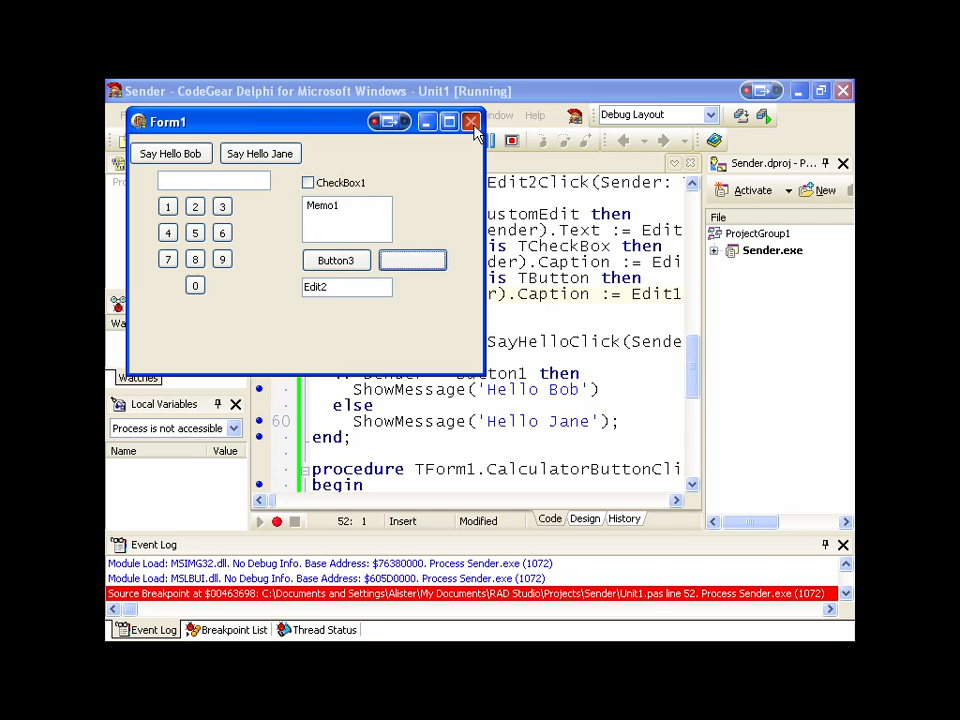 Sender - CodeGear Delphi for Microsoft Windows - Unit1 [Running]
Form1
Help
Debug Layout
Say Hello Bob
Say Hello Jane
CheckBox1
Memo1
1
2
3
4
5
6
7
8
9
0
Button3
Edit2
Edit2Click(Sender:
ustomEdit then
ender).Text := Edit
is TCheckBox then
der).Caption := Edi
is TButton then
r).Caption := Edit1
SayHelloClick(Sende
Button1 then
ShowMessage('Hello Bob')
else
60
ShowMessage('Hello Jane');
end;
procedure TForm1.CalculatorButtonCli
begin
Sender.dproj - P...
Activate
New
File
ProjectGroup1
Sender.exe
Watches
Local Variables
Process is not accessible
Name
Value
52: 1
Insert
Modified
Code
Design
History
Event Log
Module Load: MSIMG32.dll. No Debug Info. Base Address: $76380000. Process Sender.exe (1072)
Module Load: MSLBUI.dll. No Debug Info. Base Address: $605D0000. Process Sender.exe (1072)
Source Breakpoint at $00463698: C:\Documents and Settings\Alister\My Documents\RAD Studio\Projects\Sender\Unit1.pas line 52. Process Sender.exe (1072)
Event Log
Breakpoint List
Thread Status